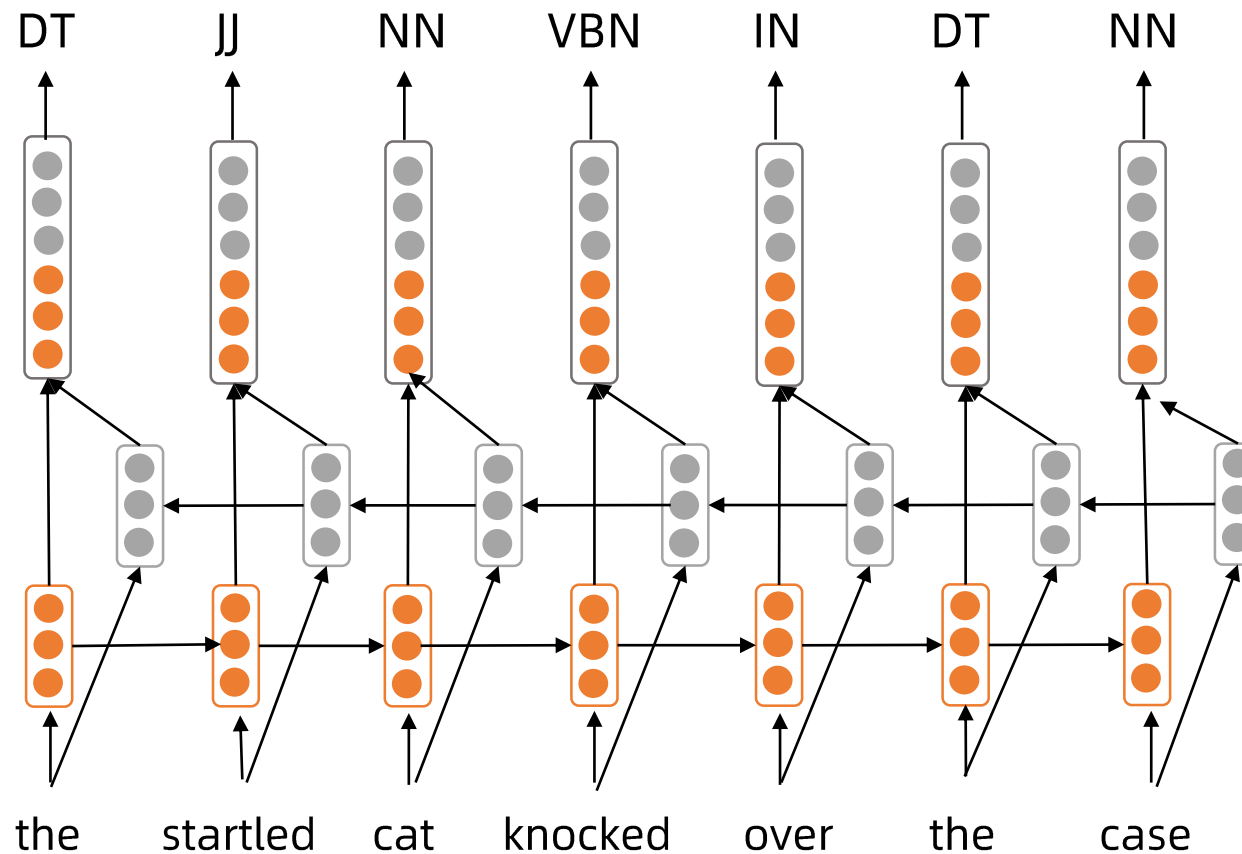 DT JJ NN VBN IN DT NN
the startled cat knocked over the case